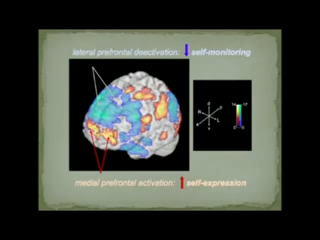 lateral prefrontal deactivation: self-monitoring
medial prefrontal activation: self-expression